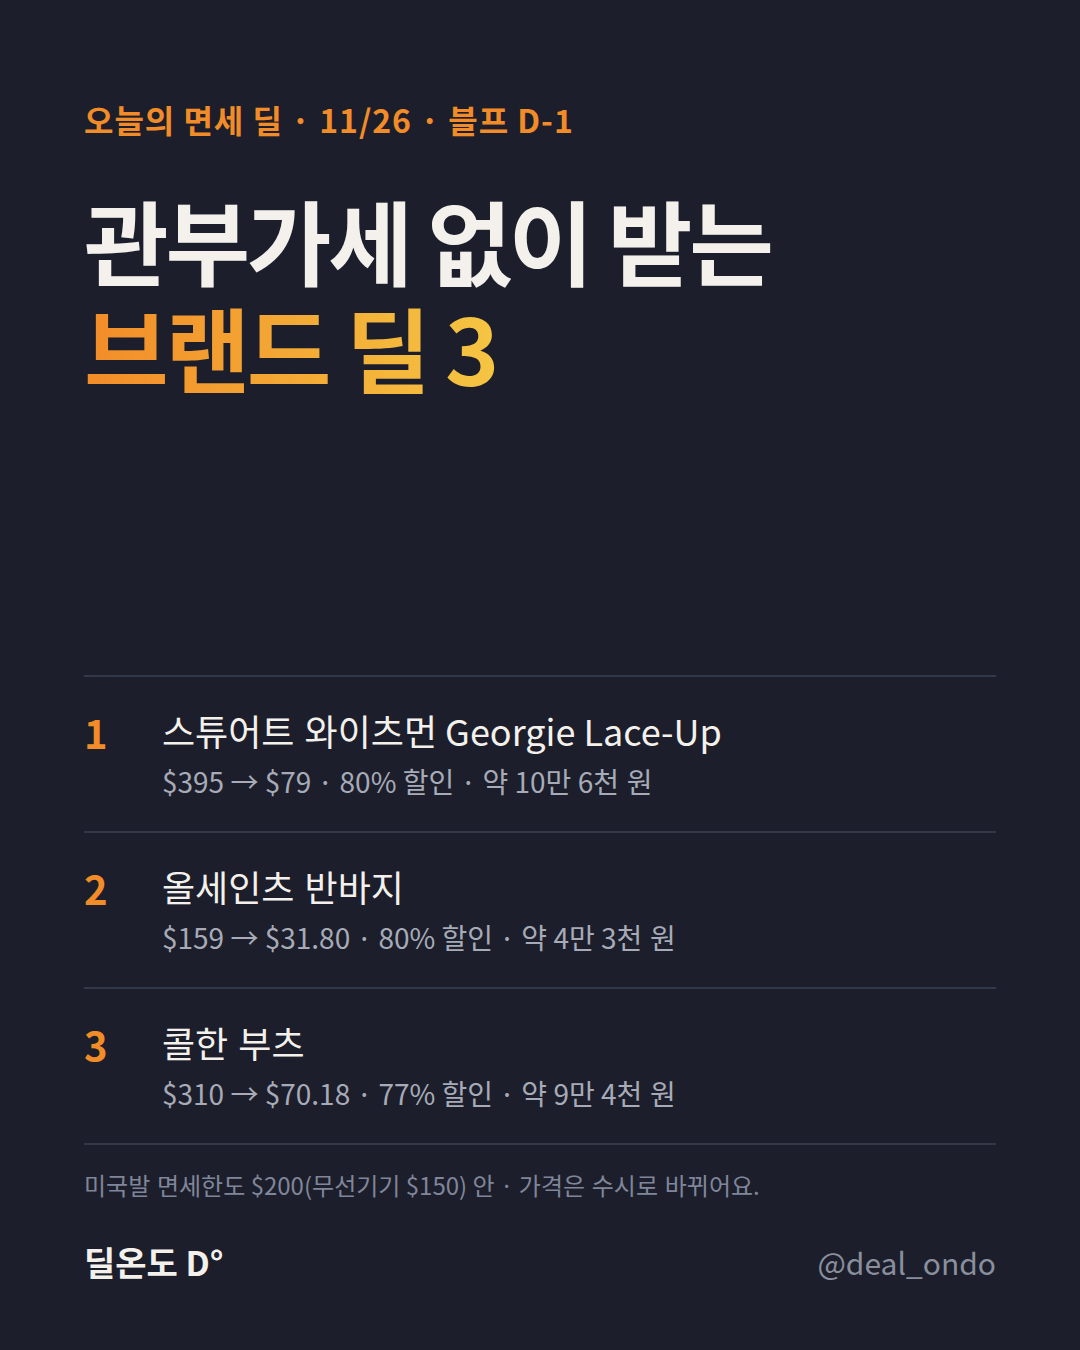 오늘의 면세 딜 · 11/26 · 블프 D-1
관부가세 없이 받는
브랜드 딜 3
1 스튜어트 와이츠먼 Georgie Lace-Up
$395 → $79 · 80% 할인 · 약 10만 6천 원
2 올세인츠 반바지
$159 → $31.80 · 80% 할인 · 약 4만 3천 원
3 콜한 부츠
$310 → $70.18 · 77% 할인 · 약 9만 4천 원
미국발 면세한도 $200(무선기기 $150) 안 · 가격은 수시로 바뀌어요.
딜온도 D°
@deal_ondo